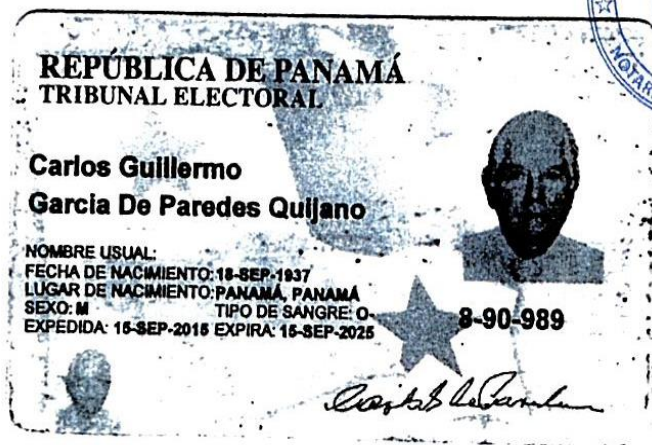 REPÚBLICA DE PANAMÁ
TRIBUNAL ELECTORAL
Carlos Guillermo
Garcia De Paredes Quijano
NOMBRE USUAL:
FECHA DE NACIMIENTO: 18-SEP-1937
LUGAR DE NACIMIENTO: PANAMÁ, PANAMÁ
SEXO: M TIPO DE SANGRE: O-
EXPEDIDA: 15-SEP-2015 EXPIRA: 15-SEP-2025
8-90-989